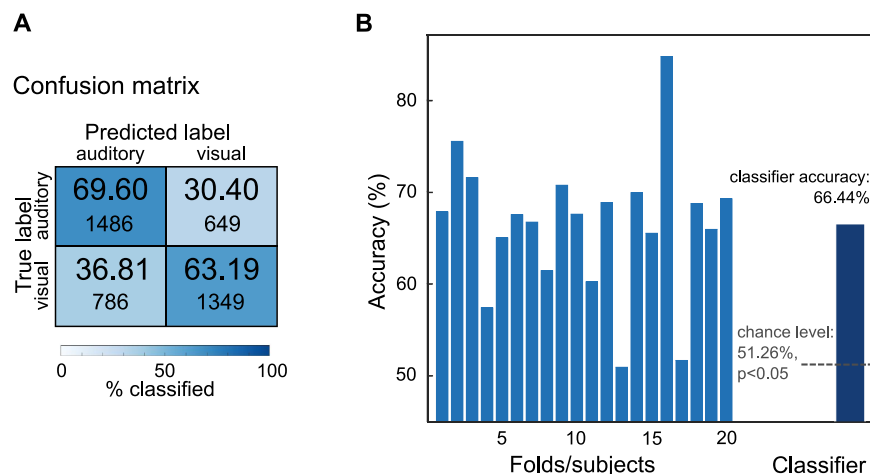 A
Confusion matrix
Predicted label
auditory visual
True label
auditory
visual
69.60 30.40
1486 649
36.81 63.19
786 1349
0 50 100
% classified
B
Accuracy (%)
80
70
60
50
5 10 15 20
Folds/subjects
classifier accuracy:
66.44%
chance level:
51.26%,
p<0.05
Classifier